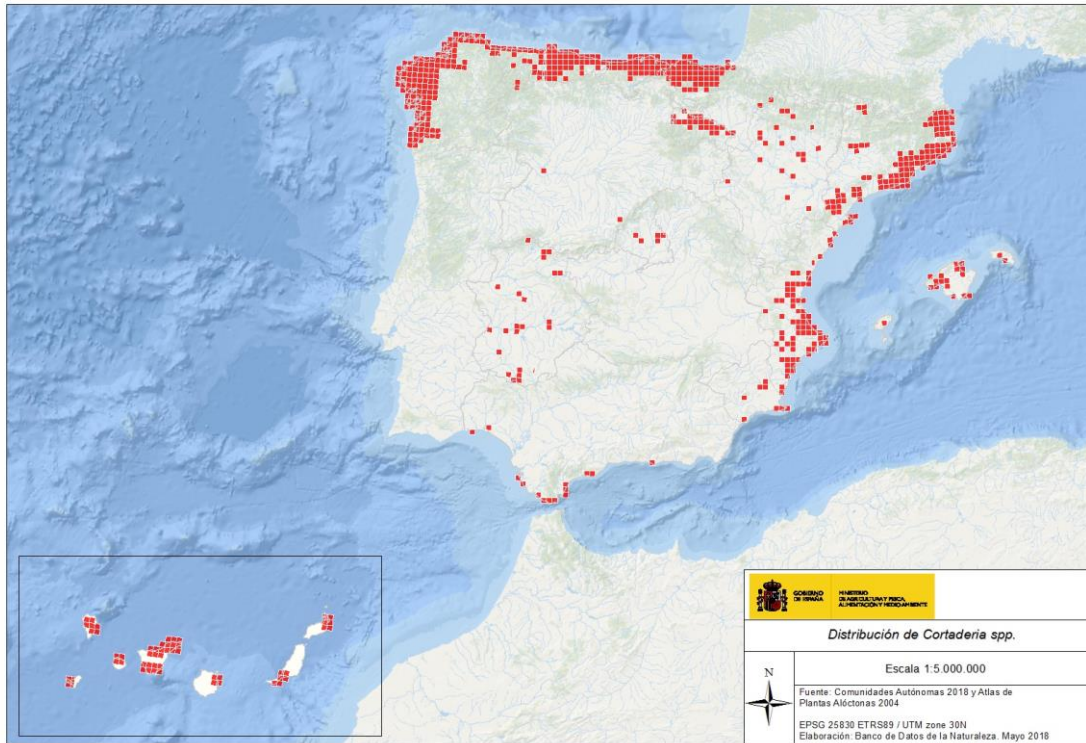 GOBIERNO
DE ESPAÑA
MINISTERIO
DE AGRICULTURA Y PESCA,
ALIMENTACIÓN Y MEDIO AMBIENTE
Distribución de Cortaderia spp.
N
Escala 1:5.000.000
Fuente: Comunidades Autónomas 2018 y Atlas de
Plantas Alóctonas 2004
EPSG 25830 ETRS89 / UTM zone 30N
Elaboración: Banco de Datos de la Naturaleza. Mayo 2018